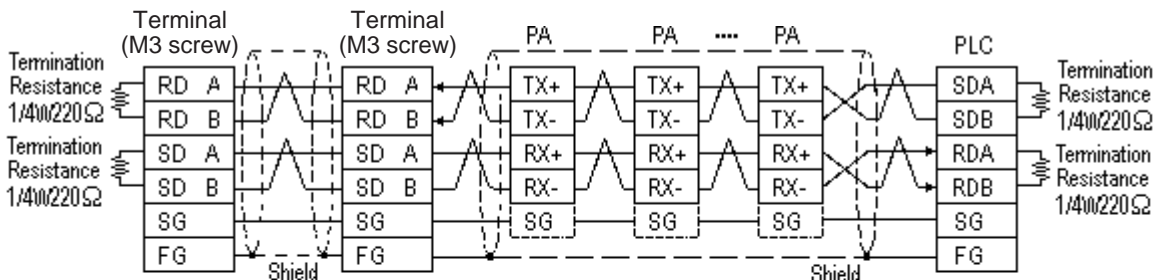 Terminal
(M3 screw)
Terminal
(M3 screw)
PA PA .... PA
PLC
Termination
Resistance
1/4W220Ω
Termination
Resistance
1/4W220Ω
RD A
RD B
SD A
SD B
SG
FG
Shield
RD A
RD B
SD A
SD B
SG
FG
TX+
TX-
RX+
RX-
SG
TX+
TX-
RX+
RX-
SG
TX+
TX-
RX+
RX-
SG
Shield
SDA
SDB
RDA
RDB
SG
FG
Termination
Resistance
1/4W220Ω
Termination
Resistance
1/4W220Ω